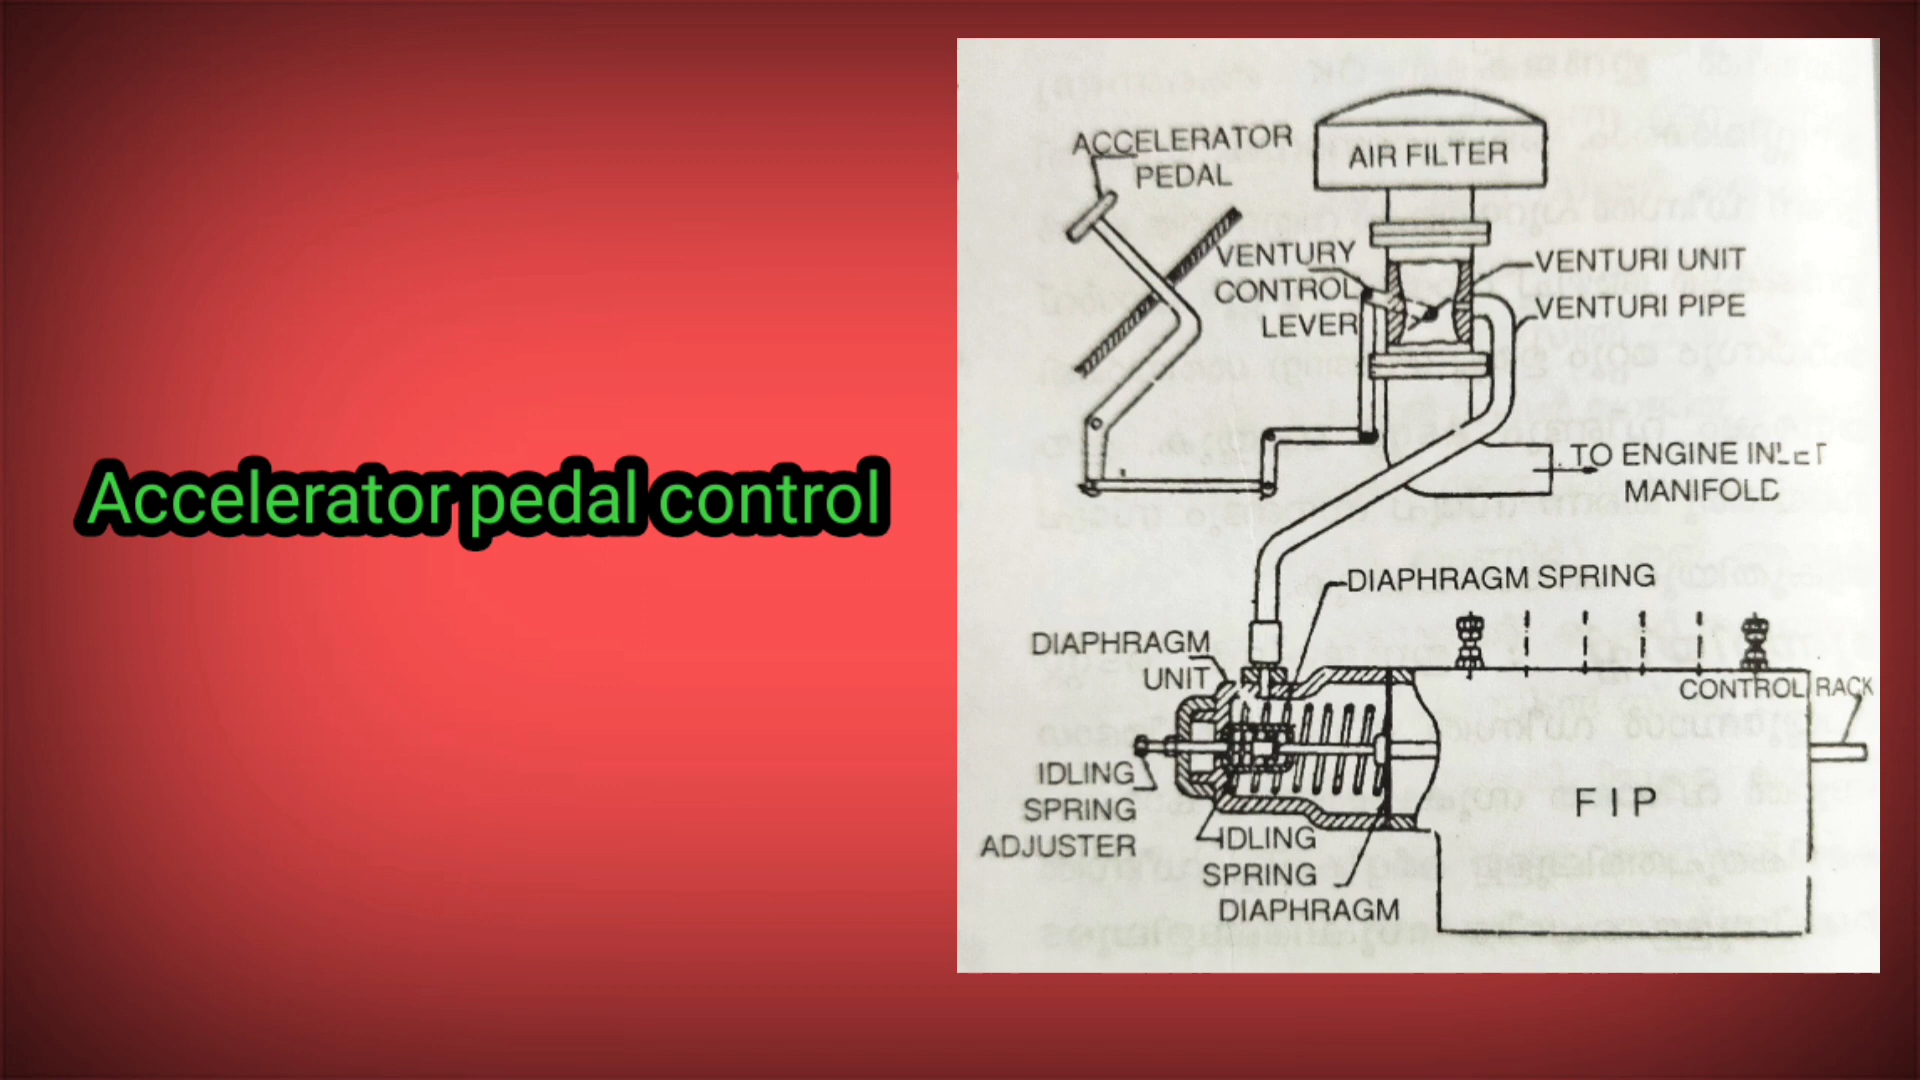 Accelerator pedal control
ACCELERATOR
PEDAL
AIR FILTER
VENTURY
CONTROL
LEVER
VENTURI UNIT
VENTURI PIPE
TO ENGINE INLET
MANIFOLD
DIAPHRAGM SPRING
DIAPHRAGM
UNIT
CONTROL RACK
IDLING
SPRING
ADJUSTER
IDLING
SPRING
DIAPHRAGM
F I P